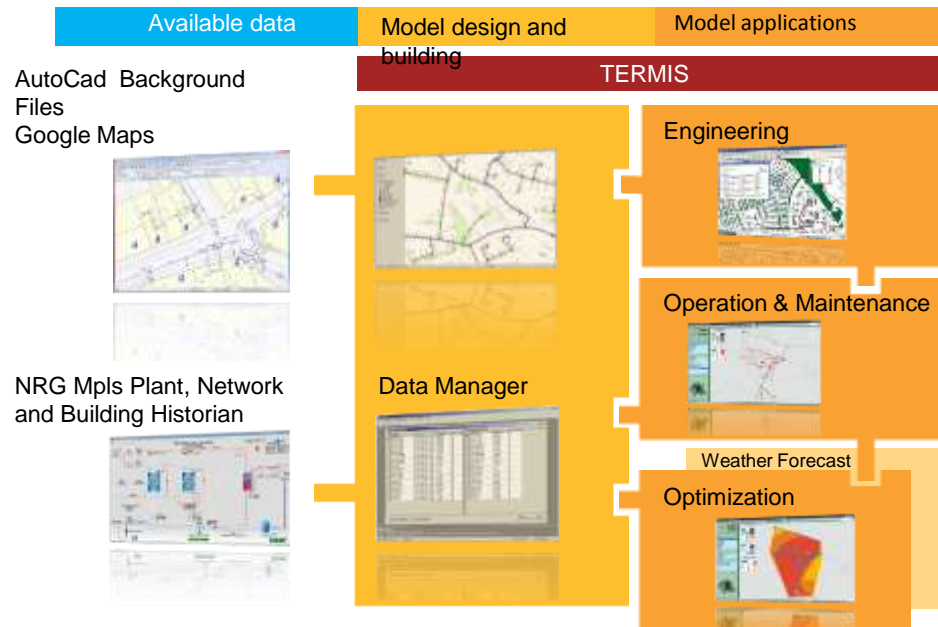 Available data
Model design and
building
Model applications
TERMIS
AutoCad Background
Files
Google Maps
Engineering
Operation & Maintenance
NRG Mpls Plant, Network
and Building Historian
Data Manager
Weather Forecast
Optimization